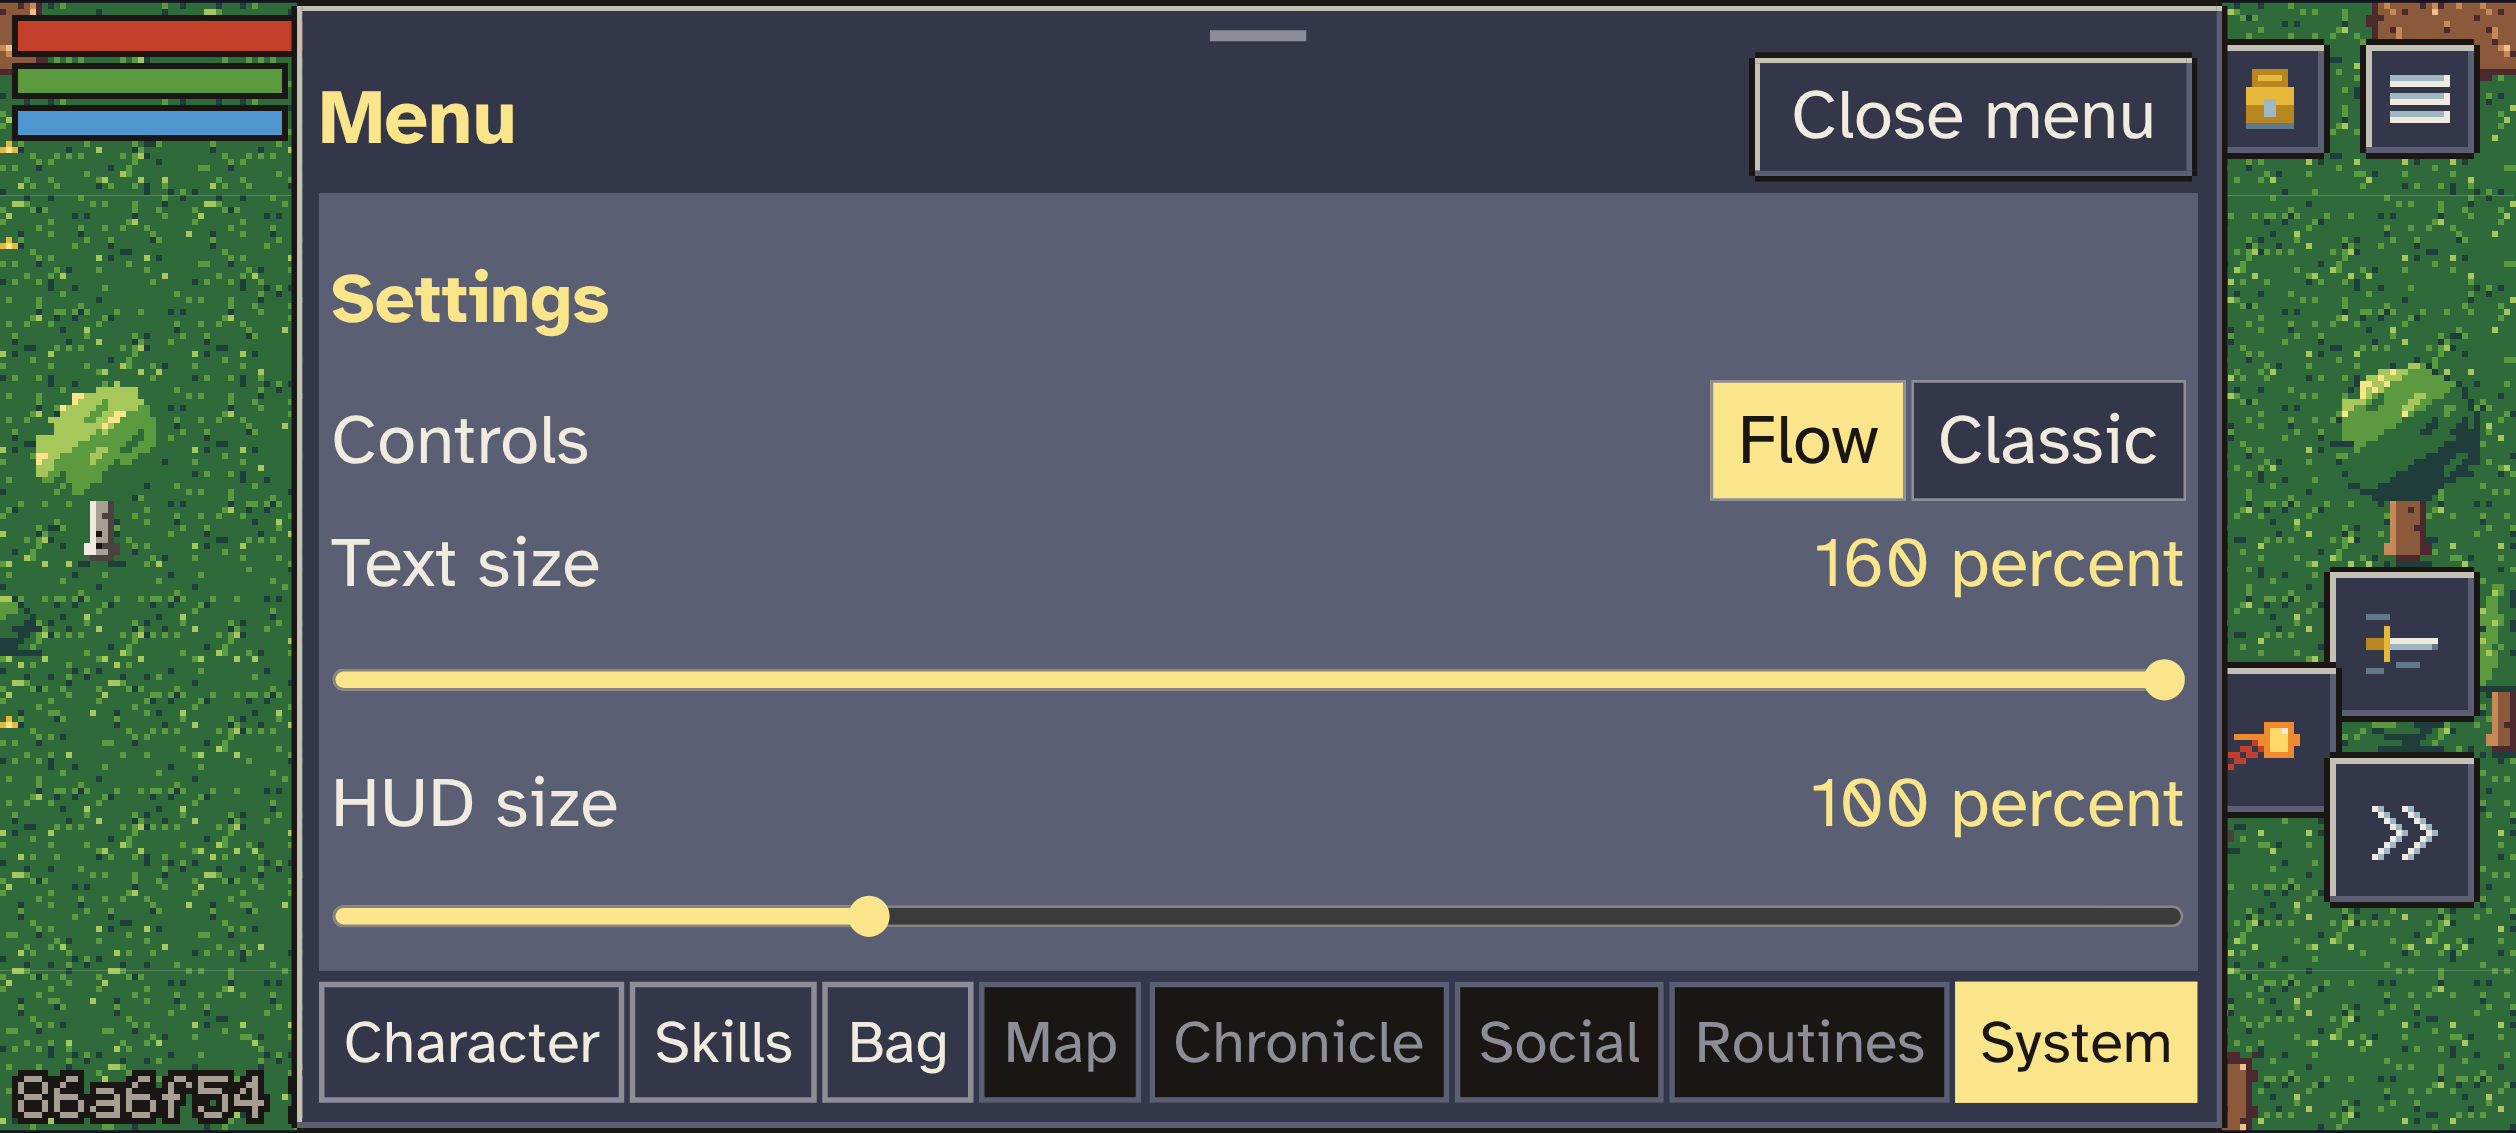 Menu
Close menu
Settings
Controls
Flow
Classic
Text size
160 percent
HUD size
100 percent
Character
Skills
Bag
Map
Chronicle
Social
Routines
System
86a6f54